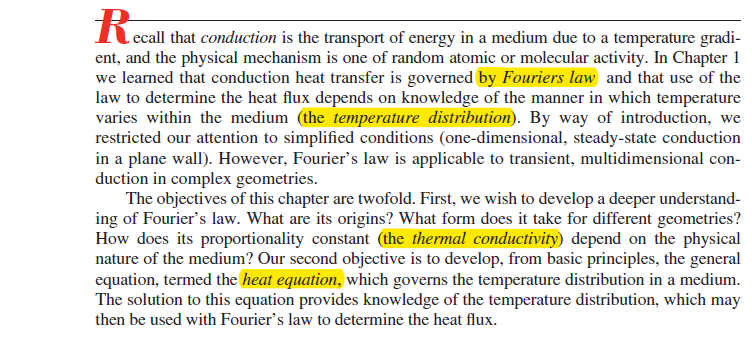 Recall that conduction is the transport of energy in a medium due to a temperature gradi-
ent, and the physical mechanism is one of random atomic or molecular activity. In Chapter 1
we learned that conduction heat transfer is governed by Fouriers law and that use of the
law to determine the heat flux depends on knowledge of the manner in which temperature
varies within the medium (the temperature distribution). By way of introduction, we
restricted our attention to simplified conditions (one-dimensional, steady-state conduction
in a plane wall). However, Fourier's law is applicable to transient, multidimensional con-
duction in complex geometries.
The objectives of this chapter are twofold. First, we wish to develop a deeper understand-
ing of Fourier's law. What are its origins? What form does it take for different geometries?
How does its proportionality constant (the thermal conductivity) depend on the physical
nature of the medium? Our second objective is to develop, from basic principles, the general
equation, termed the heat equation, which governs the temperature distribution in a medium.
The solution to this equation provides knowledge of the temperature distribution, which may
then be used with Fourier's law to determine the heat flux.